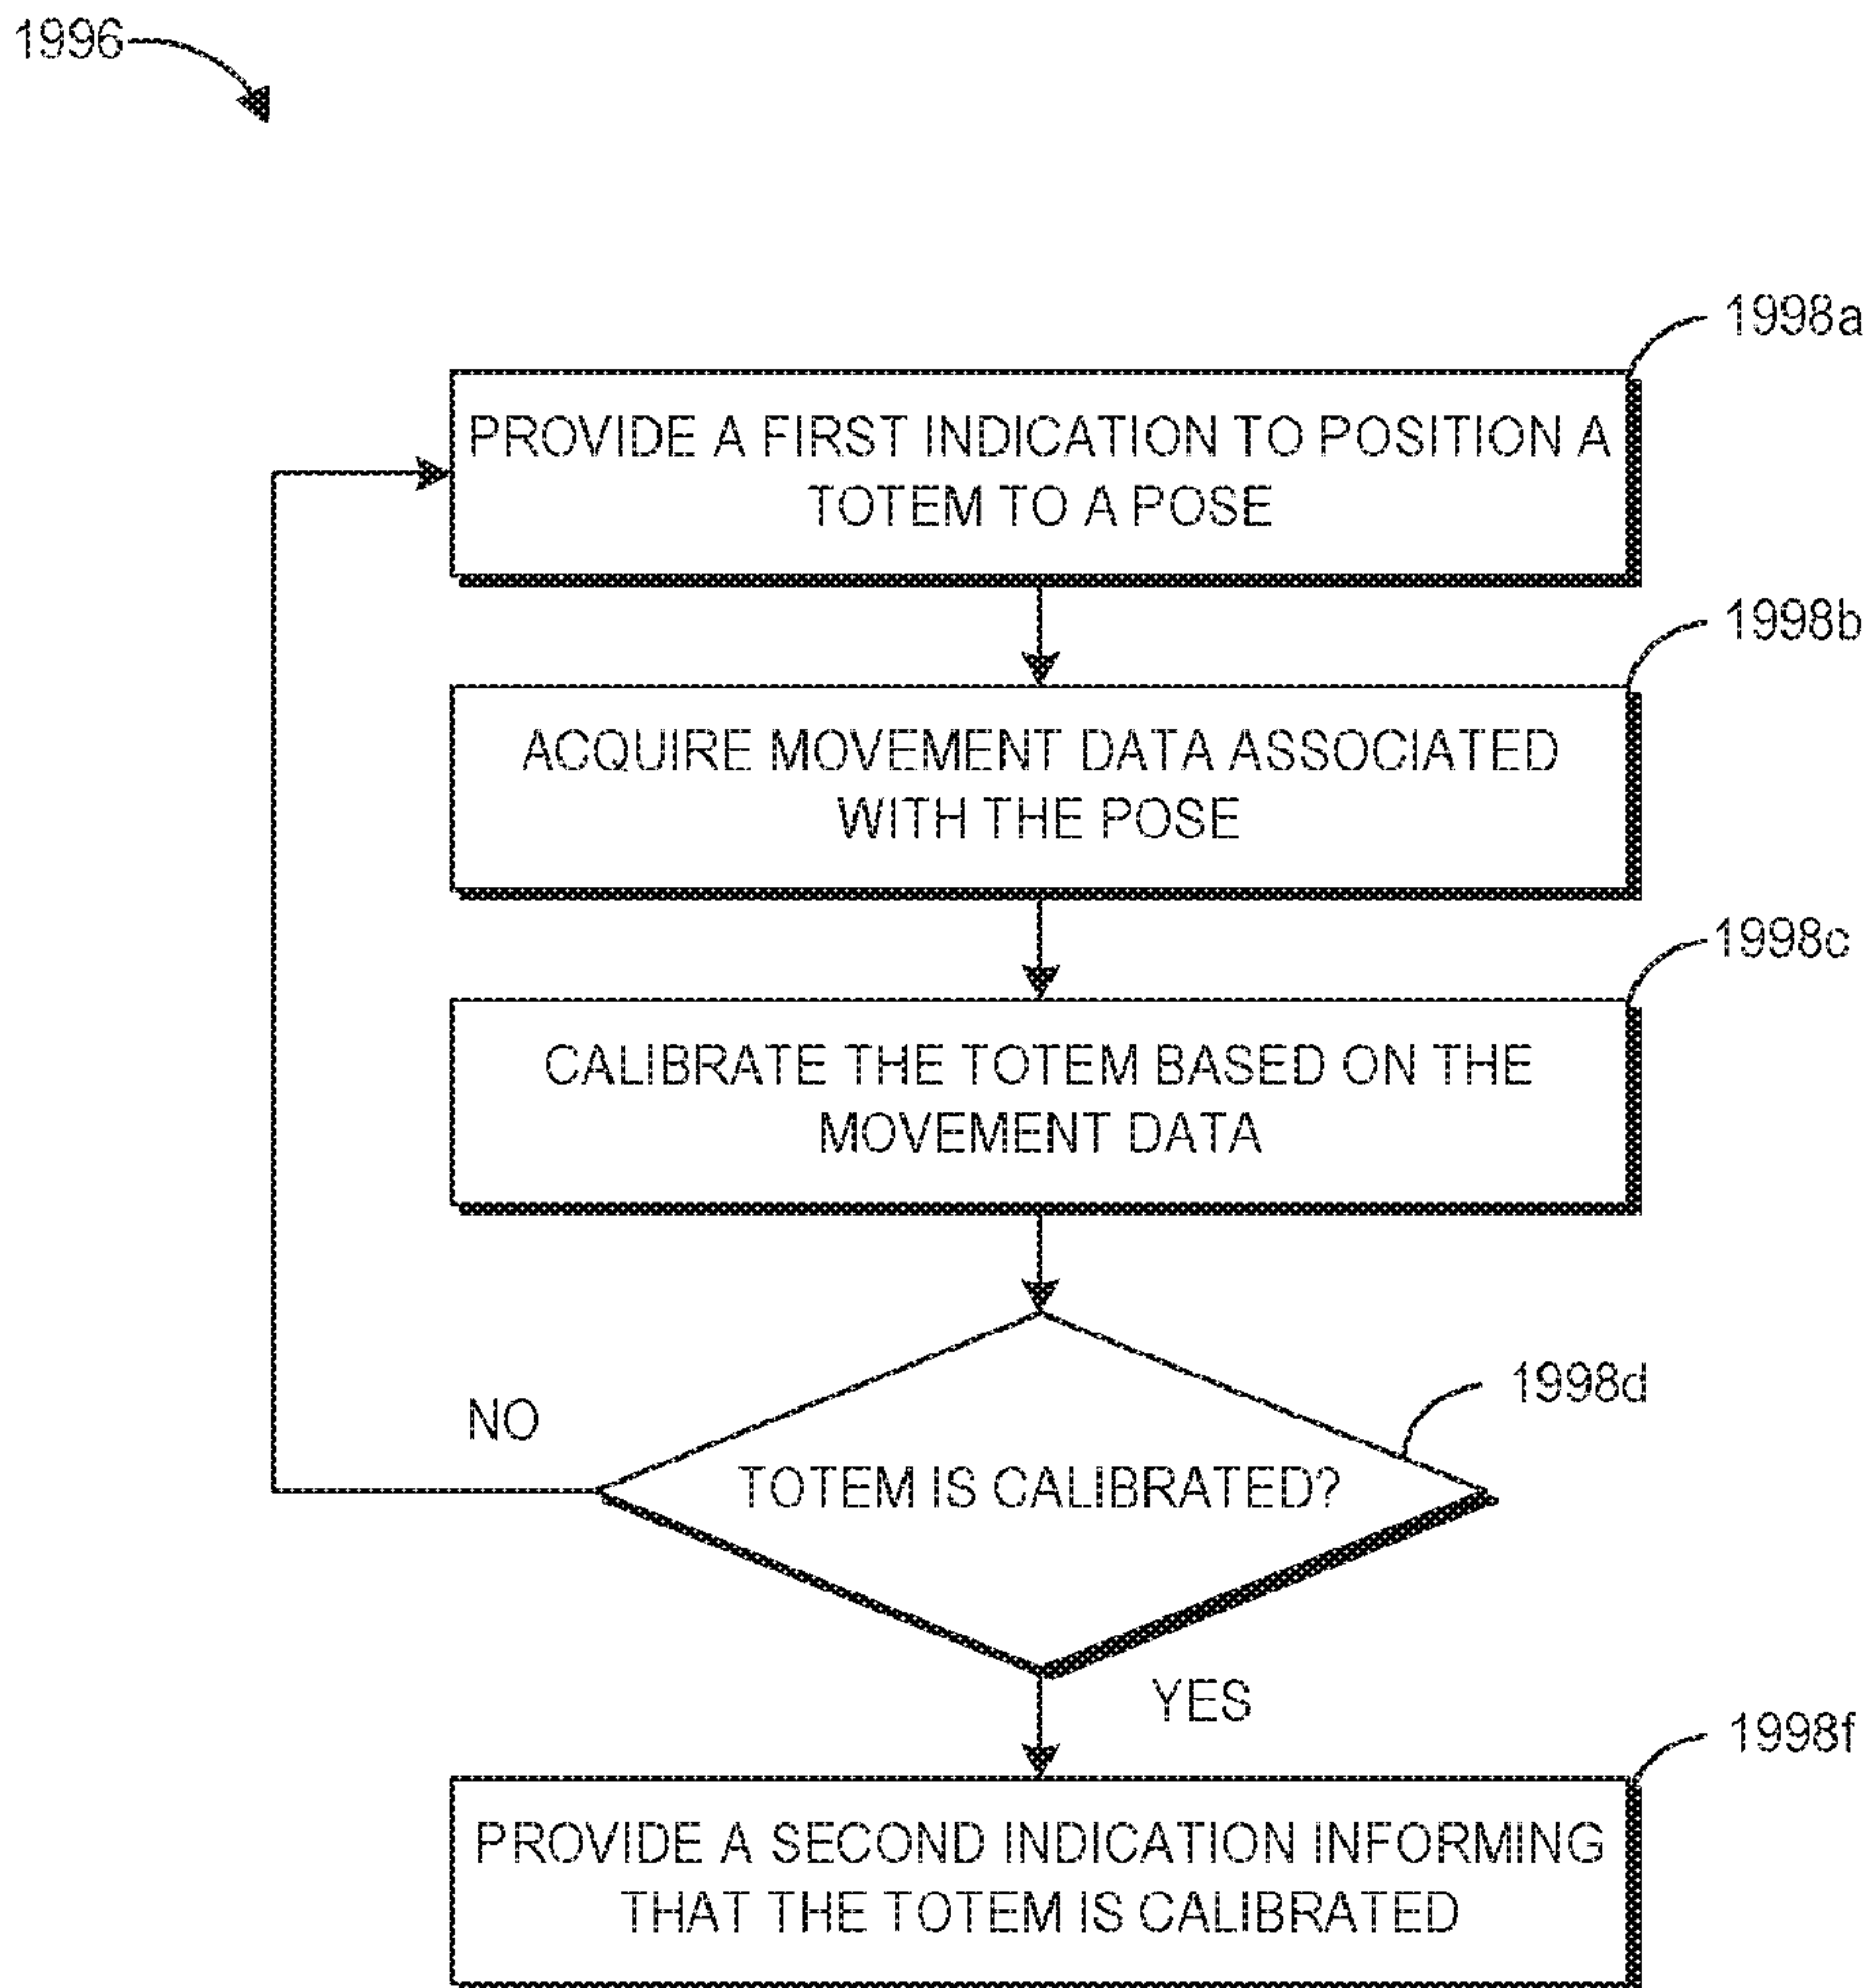 1996
1998a
PROVIDE A FIRST INDICATION TO POSITION A
TOTEM TO A POSE
1998b
ACQUIRE MOVEMENT DATA ASSOCIATED
WITH THE POSE
1998c
CALIBRATE THE TOTEM BASED ON THE
MOVEMENT DATA
1998d
NO
TOTEM IS CALIBRATED?
YES
1998f
PROVIDE A SECOND INDICATION INFORMING
THAT THE TOTEM IS CALIBRATED